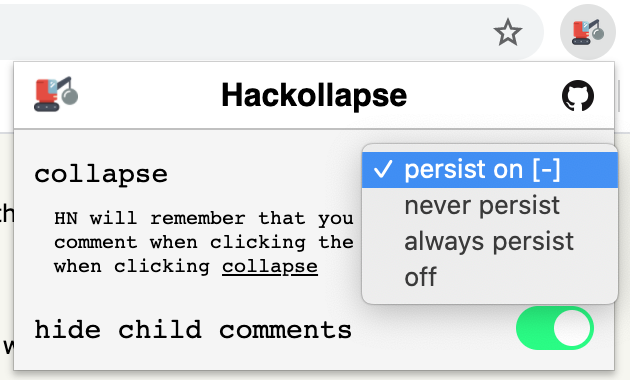 Hackollapse
collapse
✓ persist on [-]
never persist
always persist
off
HN will remember that you
comment when clicking the
when clicking collapse
hide child comments